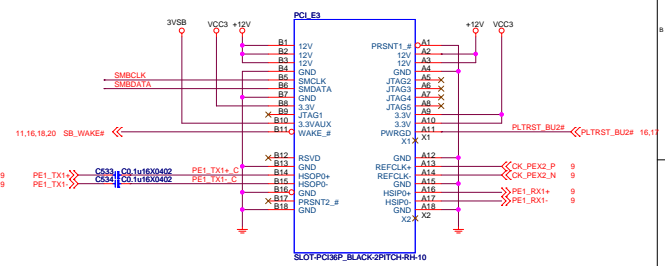 PCI_E3
3VSB VCC3 +12V
+12V VCC3
B
B1 12V PRSNT1_# A1
B2 12V 12V A2
B3 12V 12V A3
B4 GND GND A4
SMBCLK B5 SMCLK JTAG2 A5
SMBDATA B6 SMDATA JTAG3 A6
B7 GND JTAG4 A7
B8 3.3V JTAG5 A8
B9 JTAG1 3.3V A9
B10 3.3VAUX 3.3V A10
11,16,18,20 SB_WAKE# B11 WAKE_# PWRGD A11 PLTRST_BU2# PLTRST_BU2# 16,17
X1 X1
B12 RSVD GND A12
B13 GND REFCLK+ A13 CK_PEX2_P 9
9 PE1_TX1+ C533 C0.1u16X0402 PE1_TX1+_C B14 HSOP0+ REFCLK- A14 CK_PEX2_N 9
9 PE1_TX1- C534 C0.1u16X0402 PE1_TX1-_C B15 HSOP0- GND A15
B16 GND HSIP0+ A16 PE1_RX1+ 9
B17 PRSNT2_# HSIP0- A17 PE1_RX1- 9
B18 GND GND A18
X2 X2
SLOT-PCI36P_BLACK-2PITCH-RH-10